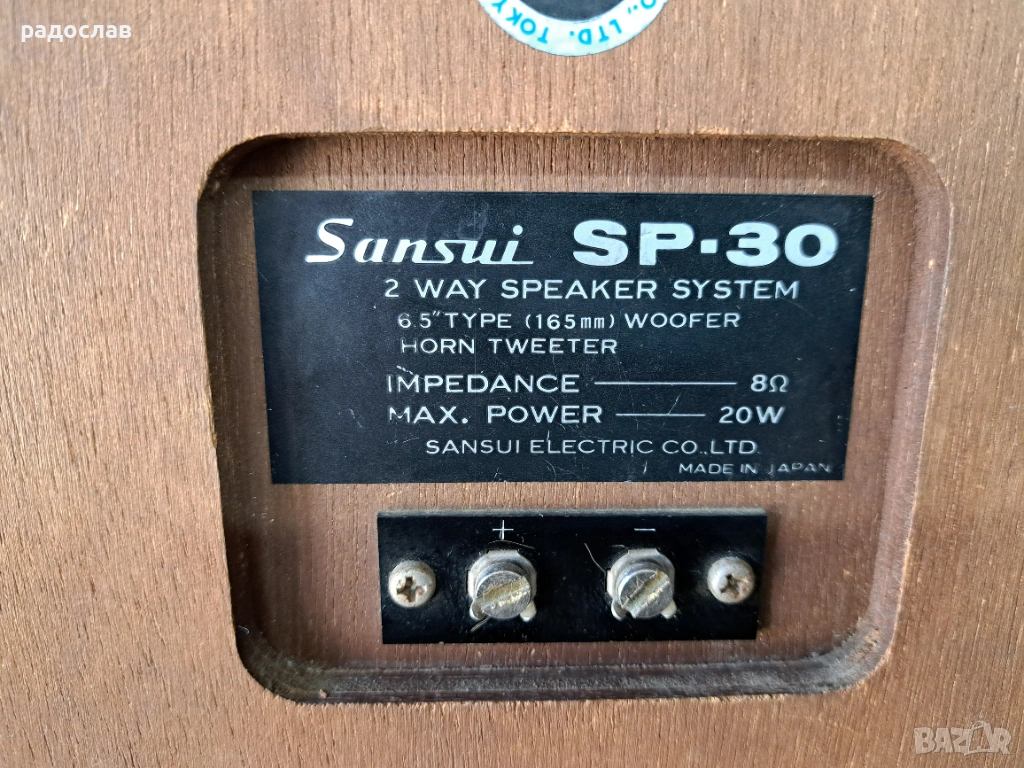 радослав
O., LTD. TOKY
Sansui SP-30
2 WAY SPEAKER SYSTEM
6.5"TYPE (165mm) WOOFER
HORN TWEETER
IMPEDANCE 8Ω
MAX. POWER 20W
SANSUI ELECTRIC CO.,LTD.
MADE IN JAPAN
+ −
BAZAR